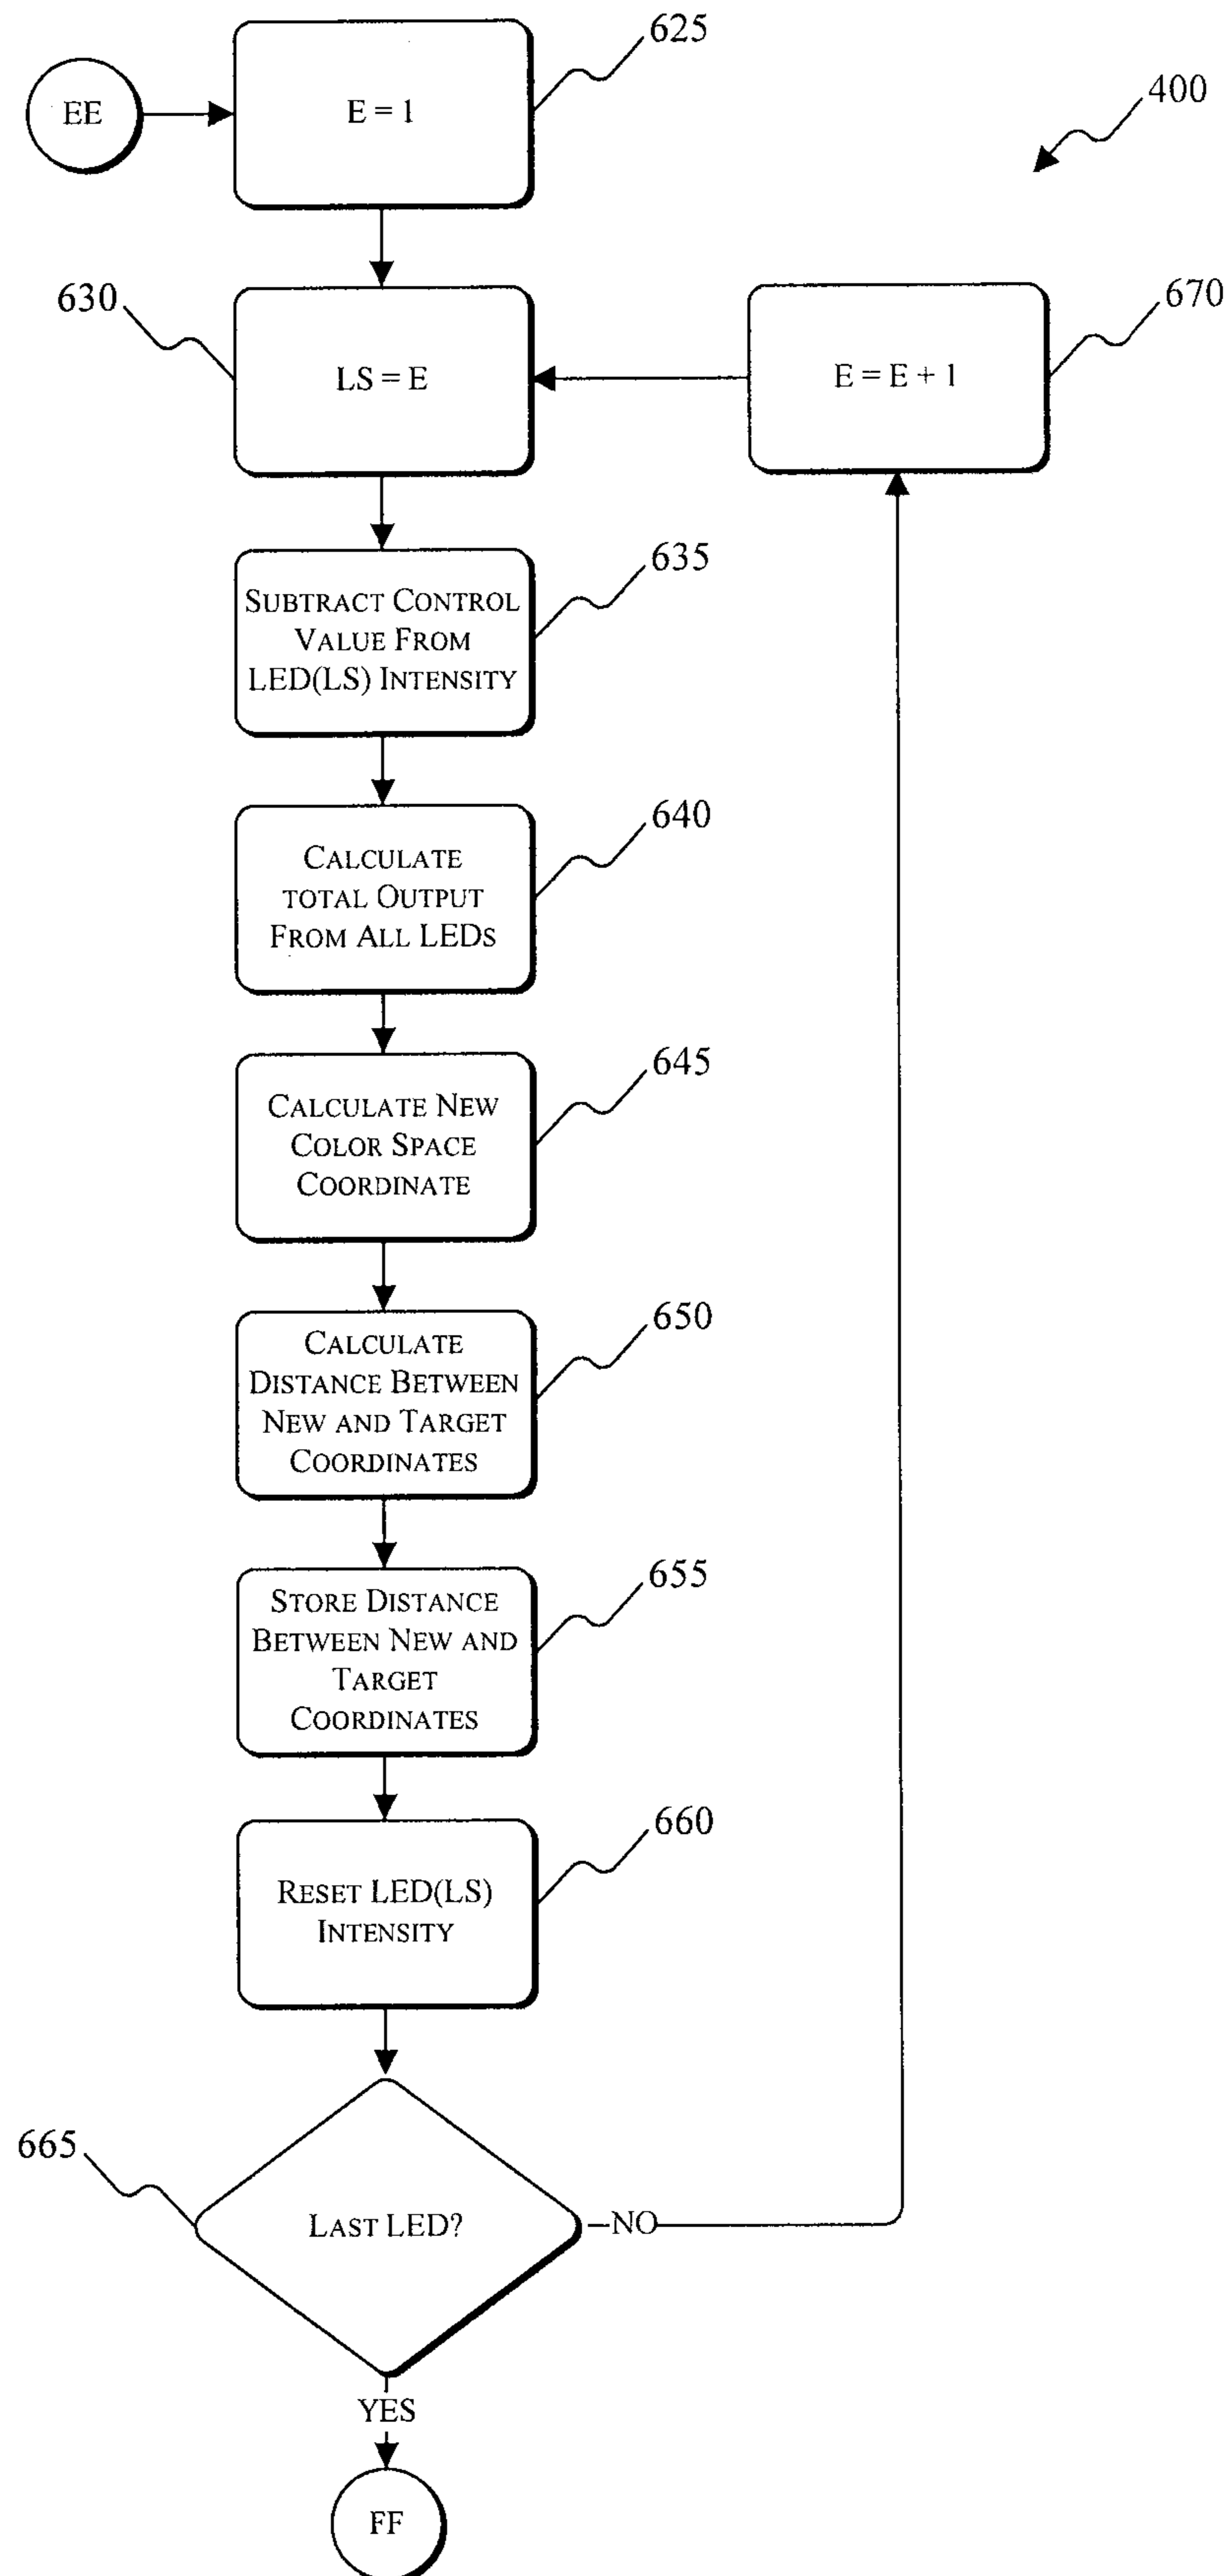 625
EE
E = 1
400
630
LS = E
670
E = E + 1
635
SUBTRACT CONTROL
VALUE FROM
LED(LS) INTENSITY
640
CALCULATE
TOTAL OUTPUT
FROM ALL LEDS
645
CALCULATE NEW
COLOR SPACE
COORDINATE
650
CALCULATE
DISTANCE BETWEEN
NEW AND TARGET
COORDINATES
655
STORE DISTANCE
BETWEEN NEW AND
TARGET
COORDINATES
660
RESET LED(LS)
INTENSITY
665
LAST LED?
NO
YES
FF